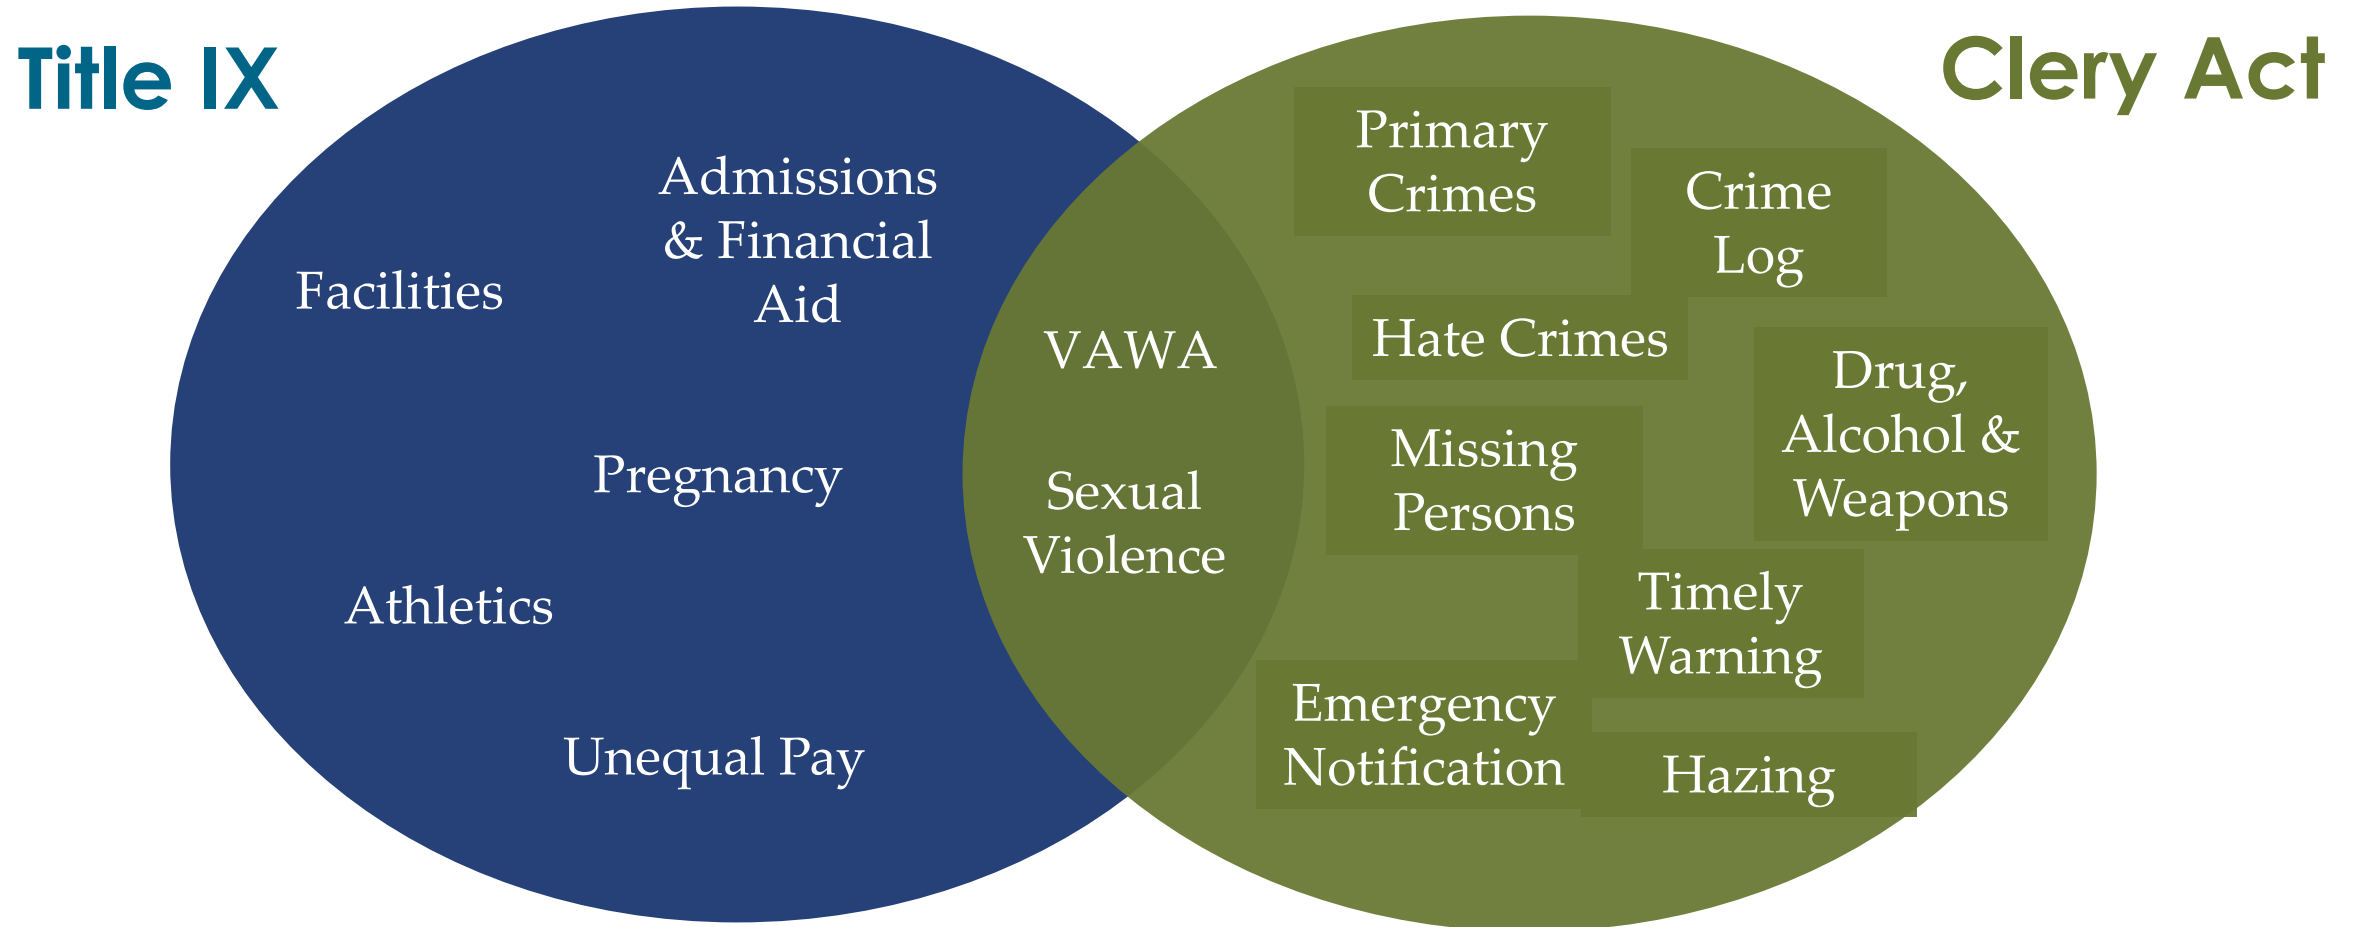 Title IX
Clery Act
Admissions
& Financial
Aid
Facilities
Pregnancy
Athletics
Unequal Pay
VAWA
Sexual
Violence
Primary
Crimes
Crime
Log
Hate Crimes
Drug,
Alcohol &
Weapons
Missing
Persons
Timely
Warning
Emergency
Notification
Hazing